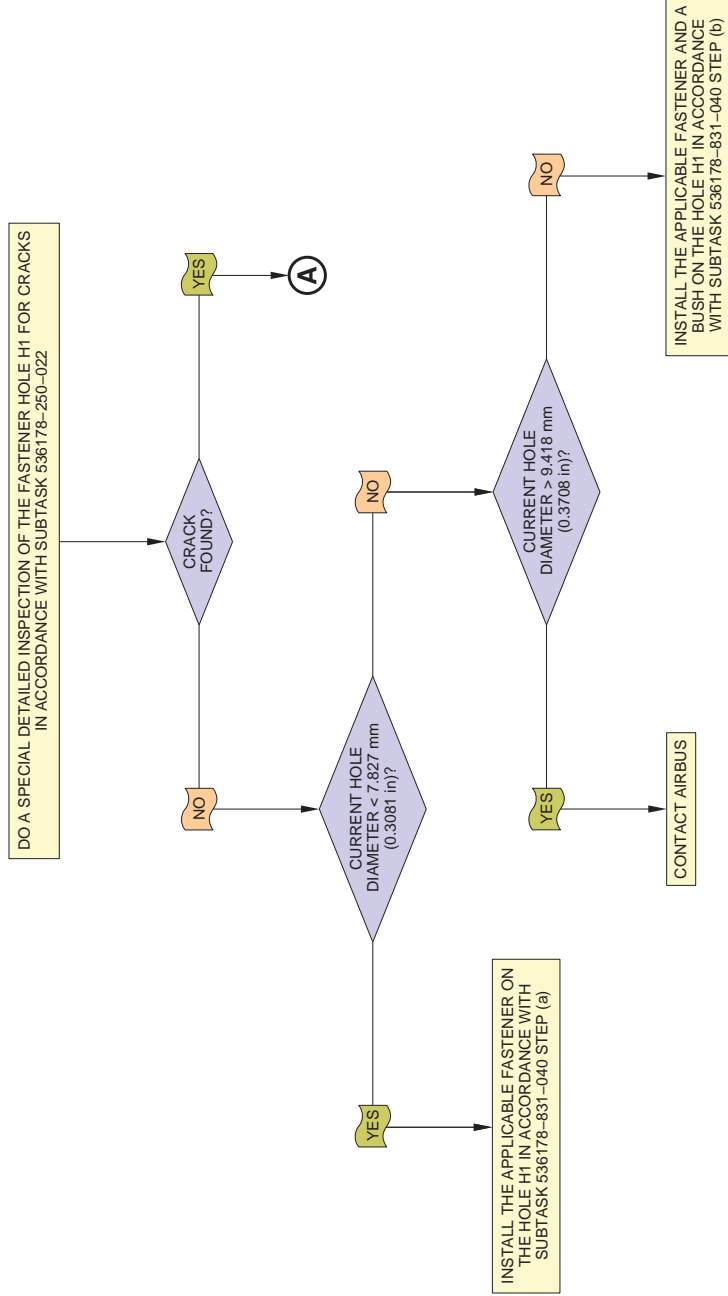 DO A SPECIAL DETAILED INSPECTION OF THE FASTENER HOLE H1 FOR CRACKS
IN ACCORDANCE WITH SUBTASK 536178−250−022
CRACK
FOUND?
NO
YES
A
CURRENT HOLE
DIAMETER < 7.827 mm
(0.3081 in)?
YES
NO
INSTALL THE APPLICABLE FASTENER ON
THE HOLE H1 IN ACCORDANCE WITH
SUBTASK 536178−831−040 STEP (a)
CURRENT HOLE
DIAMETER > 9.418 mm
(0.3708 in)?
YES
NO
CONTACT AIRBUS
INSTALL THE APPLICABLE FASTENER AND A
BUSH ON THE HOLE H1 IN ACCORDANCE
WITH SUBTASK 536178−831−040 STEP (b)